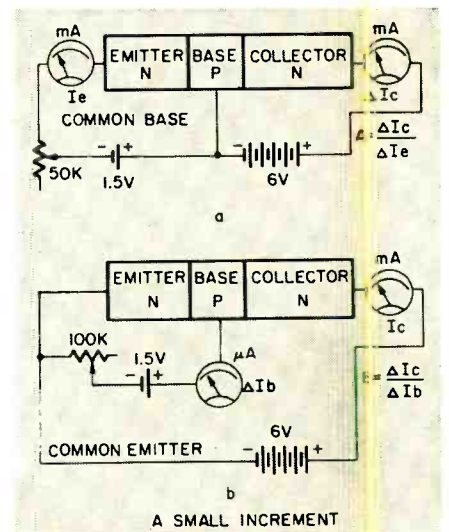 mA
mA
EMITTER BASE COLLECTOR
N P N
Ie
ΔIc
COMMON BASE
= ΔIc
ΔIe
- +
- +
50K
1.5V
6V
a
mA
EMITTER BASE COLLECTOR
N P N
Ic
100K
1.5V
μA
- +
ΔIb
= ΔIc
ΔIb
6V
COMMON EMITTER
- +
b
A SMALL INCREMENT